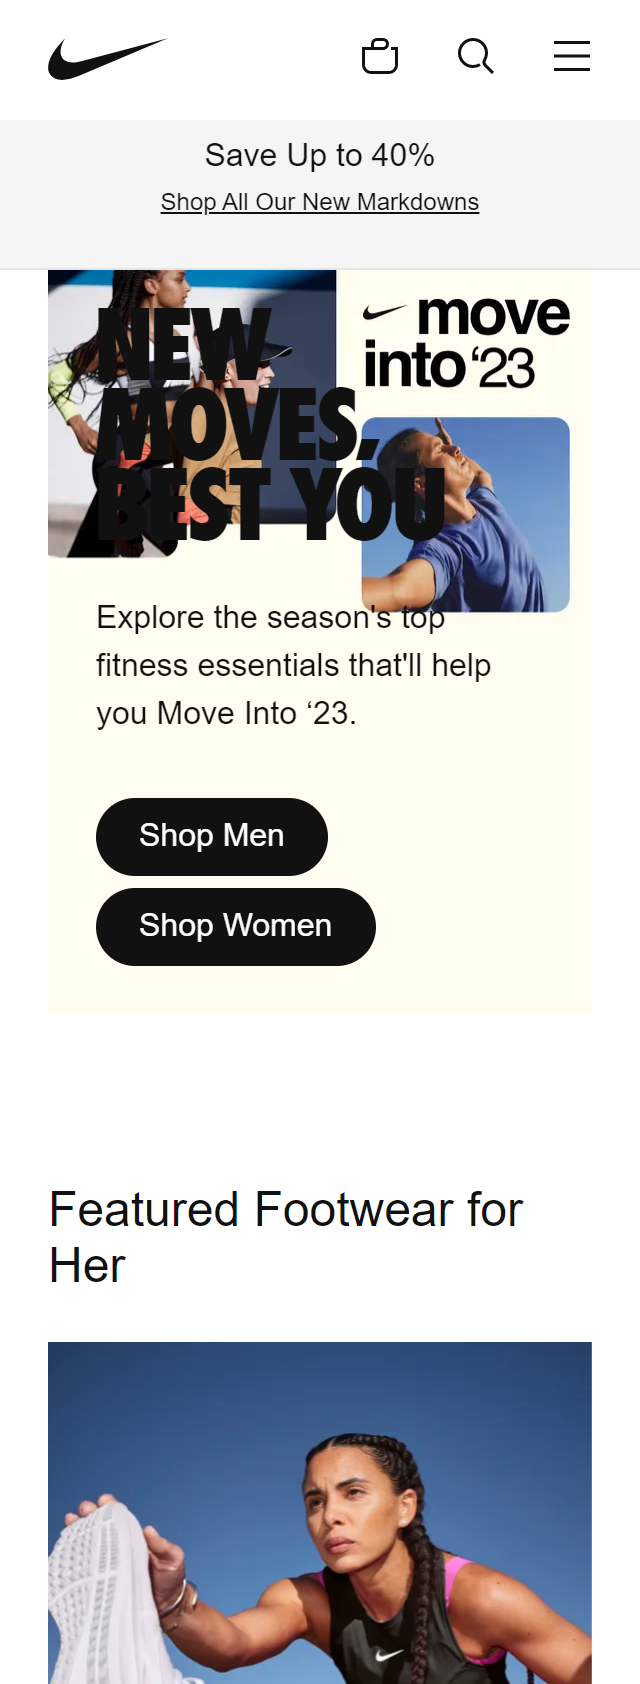 Save Up to 40%
Shop All Our New Markdowns
move
into ‘23
NEW
MOVES,
BEST YOU
Explore the season's top
fitness essentials that'll help
you Move Into ‘23.
Shop Men
Shop Women
Featured Footwear for
Her